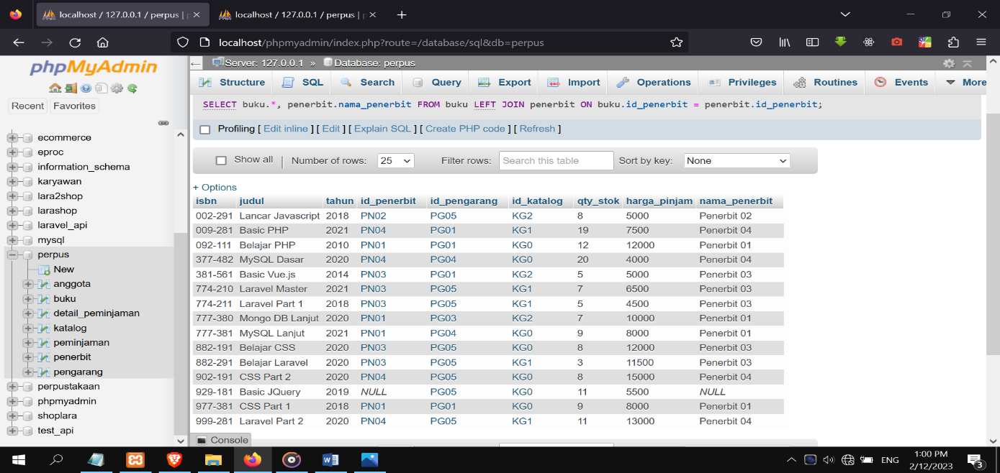 localhost / 127.0.0.1 / perpus | p
localhost / 127.0.0.1 / perpus | p
localhost/phpmyadmin/index.php?route=/database/sql&db=perpus
phpMyAdmin
Recent Favorites
ecommerce
eproc
information_schema
karyawan
lara2shop
larashop
laravel_api
mysql
perpus
New
anggota
buku
detail_peminjaman
katalog
peminjaman
penerbit
pengarang
perpustakaan
phpmyadmin
shoplara
test_api
Server: 127.0.0.1 » Database: perpus
Structure SQL Search Query Export Import Operations Privileges Routines Events More
SELECT buku.*, penerbit.nama_penerbit FROM buku LEFT JOIN penerbit ON buku.id_penerbit = penerbit.id_penerbit;
Profiling [ Edit inline ] [ Edit ] [ Explain SQL ] [ Create PHP code ] [ Refresh ]
Show all | Number of rows: 25 Filter rows: Search this table Sort by key: None
+ Options
isbn judul tahun id_penerbit id_pengarang id_katalog qty_stok harga_pinjam nama_penerbit
002-291 Lancar Javascript 2018 PN02 PG05 KG2 8 5000 Penerbit 02
009-281 Basic PHP 2021 PN04 PG01 KG1 19 7500 Penerbit 04
092-111 Belajar PHP 2010 PN01 PG01 KG0 12 12000 Penerbit 01
377-482 MySQL Dasar 2020 PN04 PG04 KG0 20 4000 Penerbit 04
381-561 Basic Vue.js 2014 PN03 PG01 KG2 5 5000 Penerbit 03
774-210 Laravel Master 2021 PN03 PG05 KG1 7 6500 Penerbit 03
774-211 Laravel Part 1 2018 PN03 PG05 KG1 5 4500 Penerbit 03
777-380 Mongo DB Lanjut 2020 PN01 PG03 KG2 7 10000 Penerbit 01
777-381 MySQL Lanjut 2021 PN01 PG04 KG0 9 8000 Penerbit 01
882-191 Belajar CSS 2020 PN03 PG05 KG0 8 12000 Penerbit 03
882-291 Belajar Laravel 2020 PN03 PG05 KG1 3 11500 Penerbit 03
902-191 CSS Part 2 2020 PN04 PG05 KG0 8 15000 Penerbit 04
929-181 Basic JQuery 2019 NULL PG05 KG0 11 5500 NULL
977-381 CSS Part 1 2018 PN01 PG01 KG0 9 8000 Penerbit 01
999-281 Laravel Part 2 2020 PN04 PG05 KG1 11 13000 Penerbit 04
Console
ENG
1:00 PM
2/12/2023
3